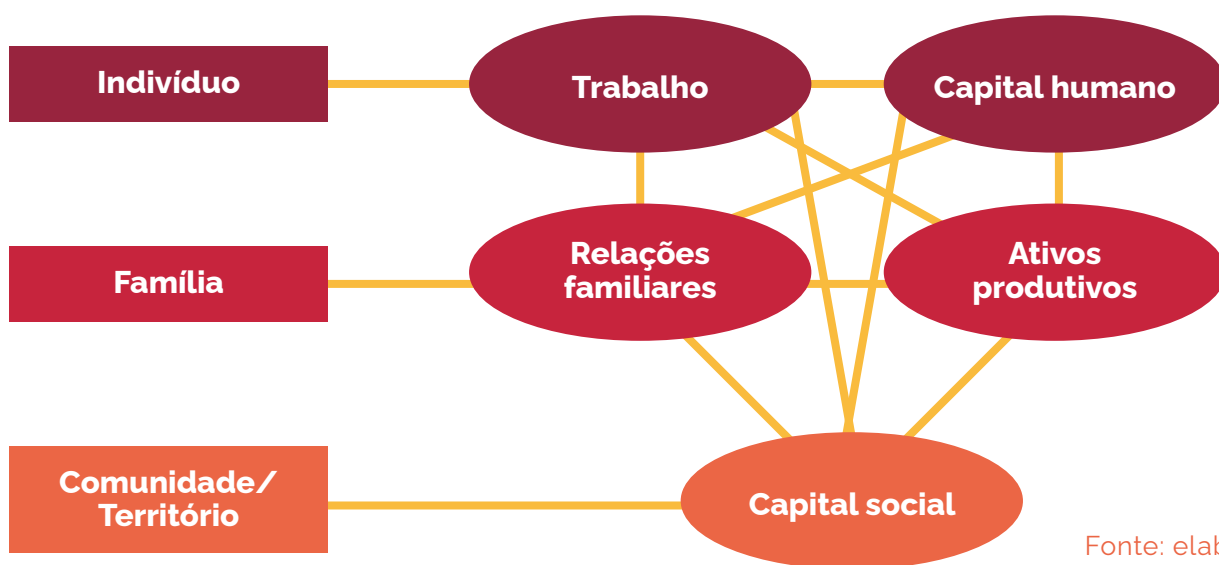 Indivíduo
Trabalho
Capital humano
Família
Relações
familiares
Ativos
produtivos
Comunidade/
Território
Capital social
Fonte: